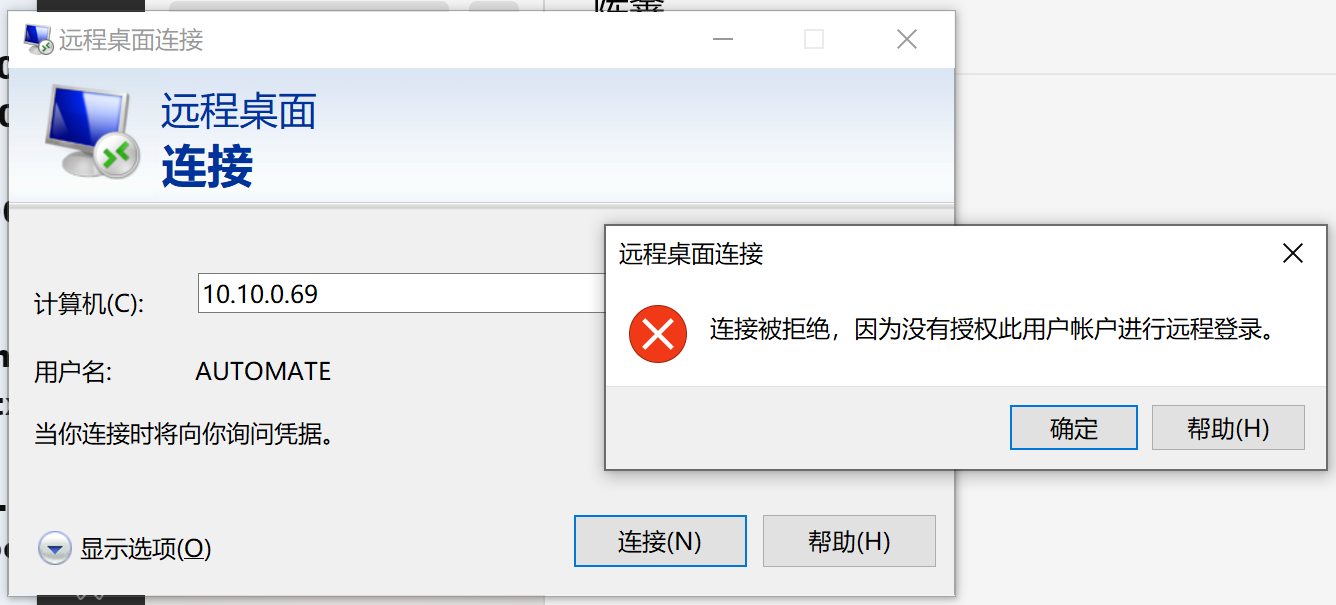 远程桌面连接
远程桌面
连接
计算机(C):
10.10.0.69
用户名:
AUTOMATE
当你连接时将向你询问凭据。
显示选项(O)
连接(N)
帮助(H)
远程桌面连接
连接被拒绝，因为没有授权此用户帐户进行远程登录。
确定
帮助(H)